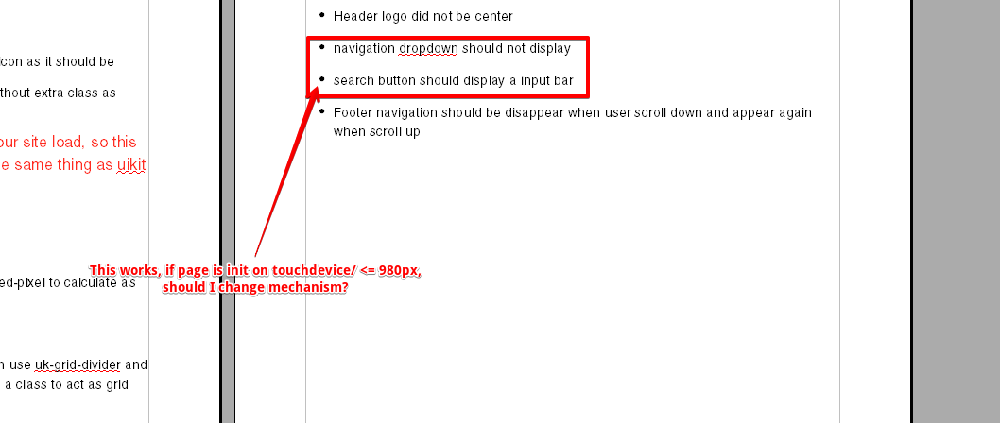 Header logo did not be center
navigation dropdown should not display
search button should display a input bar
Footer navigation should be disappear when user scroll down and appear again
when scroll up
con as it should be
thout extra class as
our site load, so this
e same thing as uikit
This works, if page is init on touchdevice/ <= 980px,
should I change mechanism?
ed-pixel to calculate as
n use uk-grid-divider and
a class to act as grid